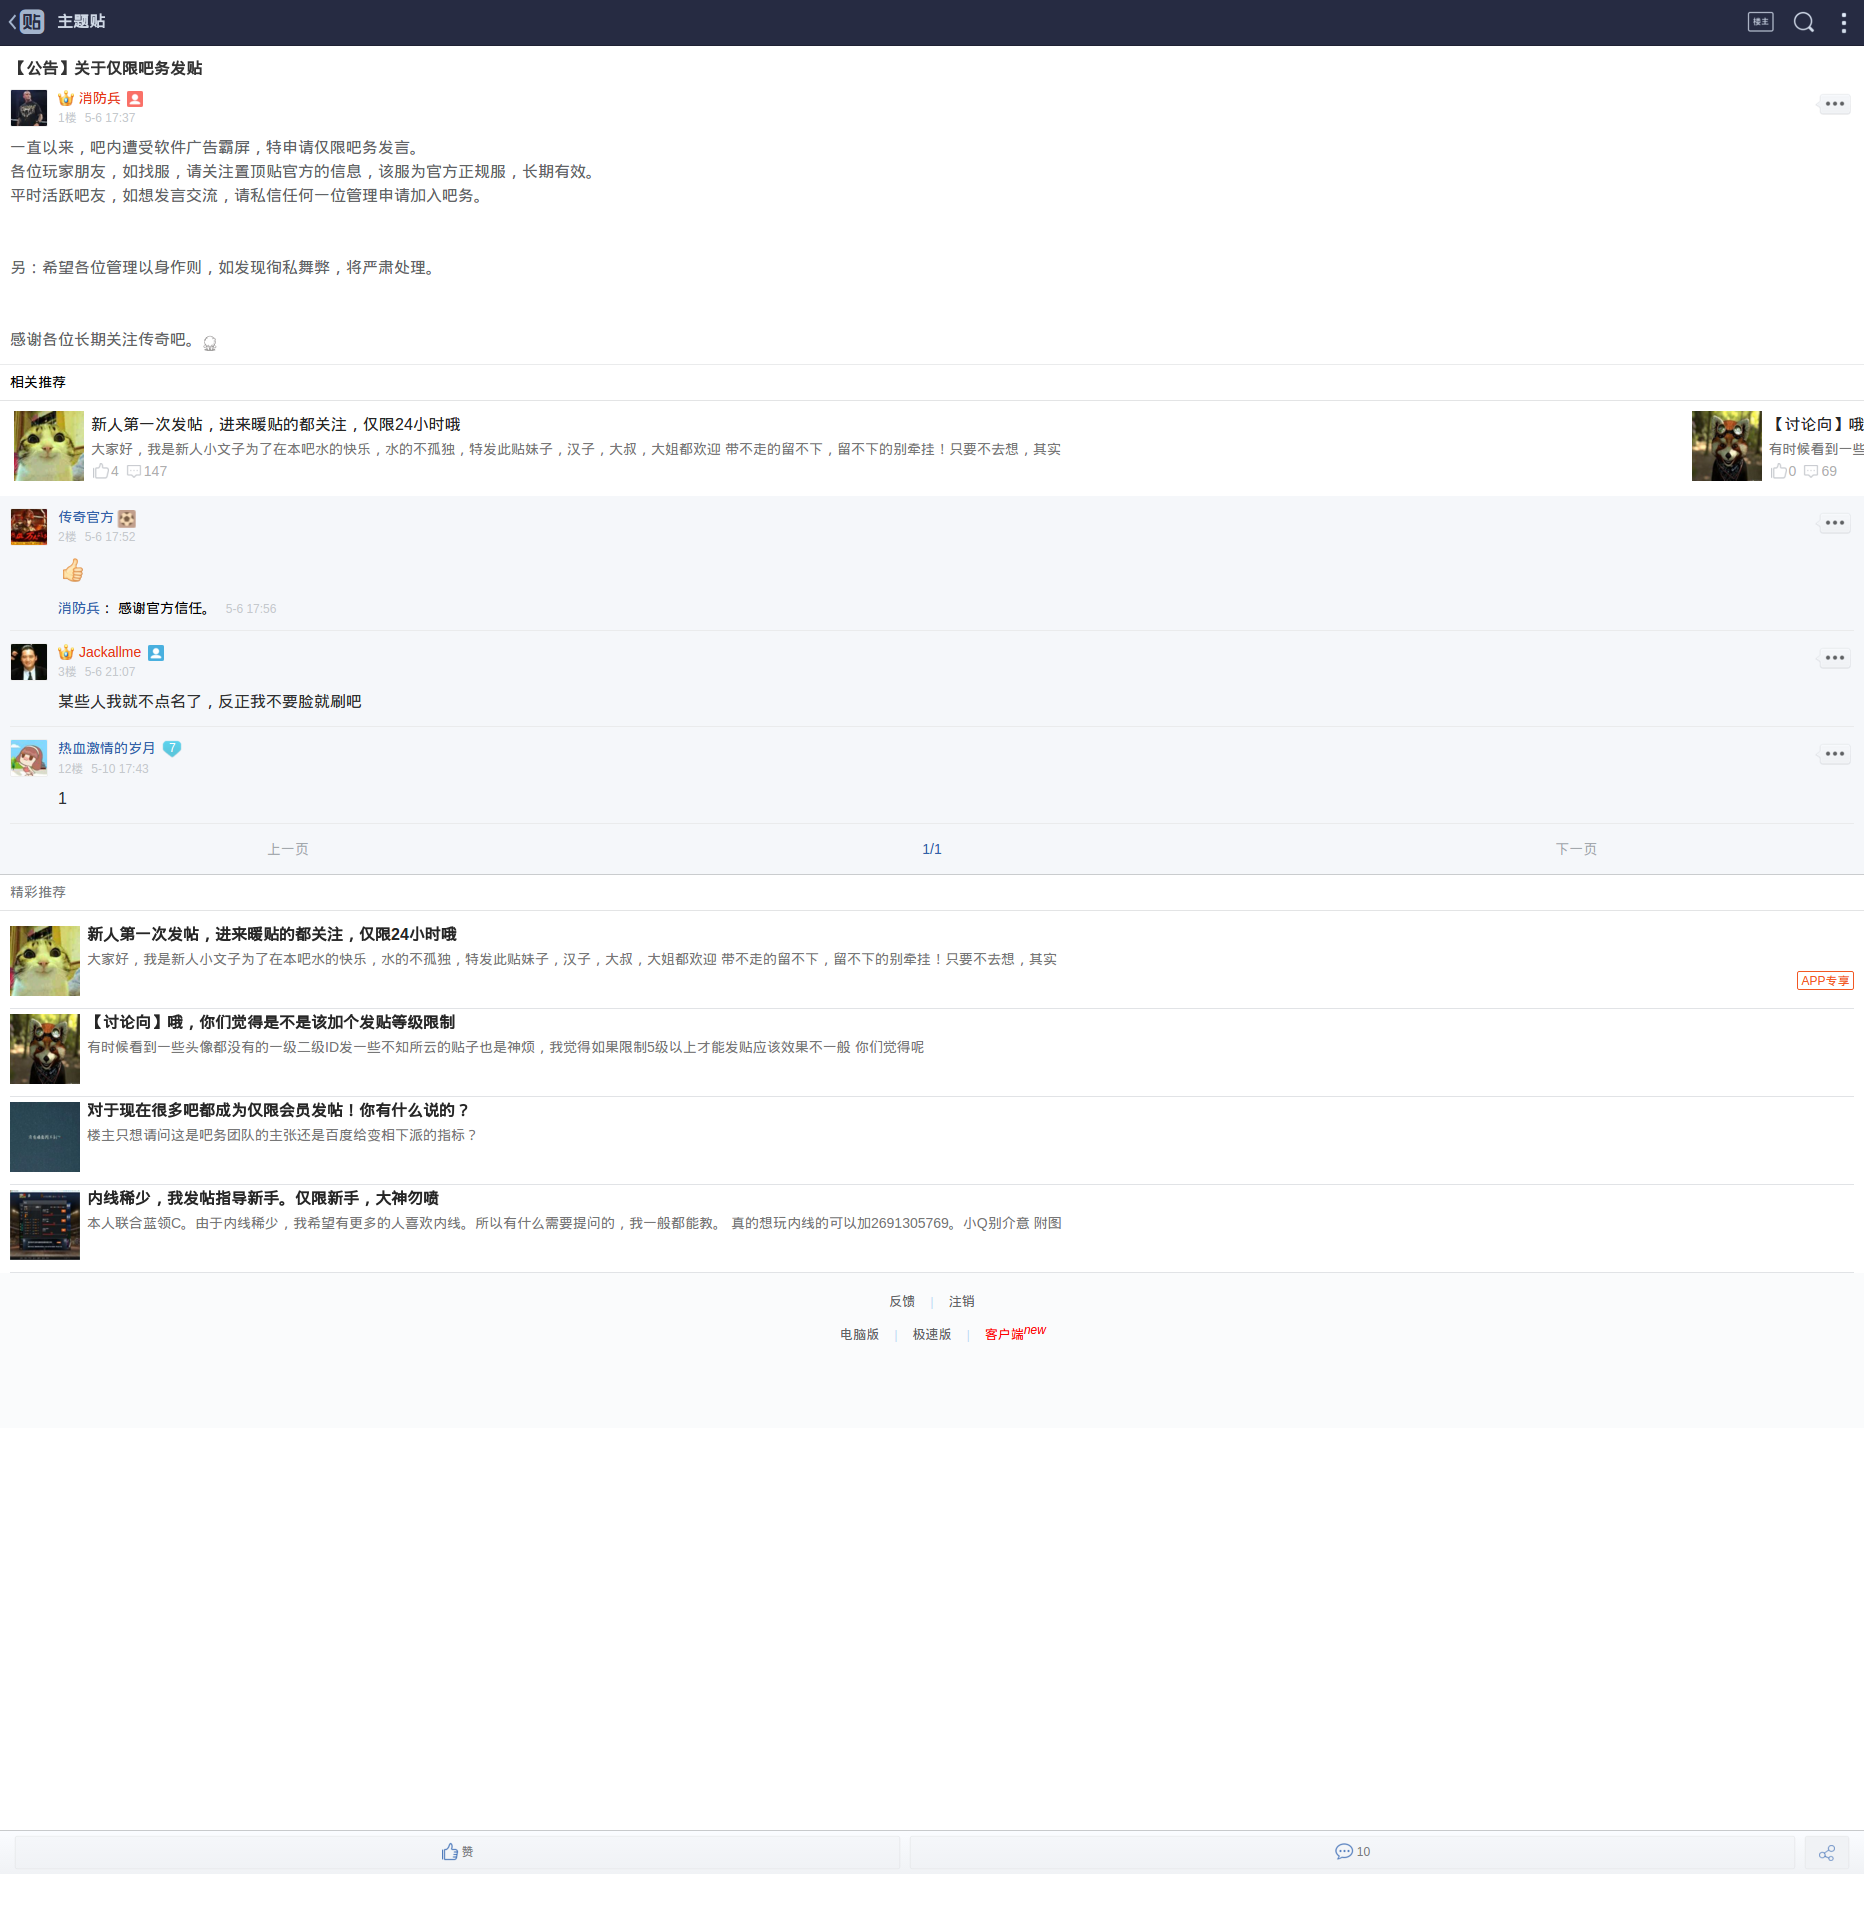 贴 主题贴 楼主
【公告】关于仅限吧务发贴
消防兵
1楼 5-6 17:37
一直以来，吧内遭受软件广告霸屏，特申请仅限吧务发言。
各位玩家朋友，如找服，请关注置顶贴官方的信息，该服为官方正规服，长期有效。
平时活跃吧友，如想发言交流，请私信任何一位管理申请加入吧务。
另：希望各位管理以身作则，如发现徇私舞弊，将严肃处理。
感谢各位长期关注传奇吧。
相关推荐
新人第一次发帖，进来暖贴的都关注，仅限24小时哦
大家好，我是新人小文子为了在本吧水的快乐，水的不孤独，特发此贴妹子，汉子，大叔，大姐都欢迎 带不走的留不下，留不下的别牵挂！只要不去想，其实
4 147
【讨论向】哦
有时候看到一些
0 69
传奇官方
2楼 5-6 17:52
消防兵： 感谢官方信任。 5-6 17:56
Jackallme
3楼 5-6 21:07
某些人我就不点名了，反正我不要脸就刷吧
热血激情的岁月 7
12楼 5-10 17:43
1
上一页 1/1 下一页
精彩推荐
新人第一次发帖，进来暖贴的都关注，仅限24小时哦
大家好，我是新人小文子为了在本吧水的快乐，水的不孤独，特发此贴妹子，汉子，大叔，大姐都欢迎 带不走的留不下，留不下的别牵挂！只要不去想，其实
APP专享
【讨论向】哦，你们觉得是不是该加个发贴等级限制
有时候看到一些头像都没有的一级二级ID发一些不知所云的贴子也是神烦，我觉得如果限制5级以上才能发贴应该效果不一般 你们觉得呢
对于现在很多吧都成为仅限会员发帖！你有什么说的？
楼主只想请问这是吧务团队的主张还是百度给变相下派的指标？
内线稀少，我发帖指导新手。仅限新手，大神勿喷
本人联合蓝领C。由于内线稀少，我希望有更多的人喜欢内线。所以有什么需要提问的，我一般都能教。 真的想玩内线的可以加2691305769。小Q别介意 附图
反馈 | 注销
电脑版 | 极速版 | 客户端new
赞 10